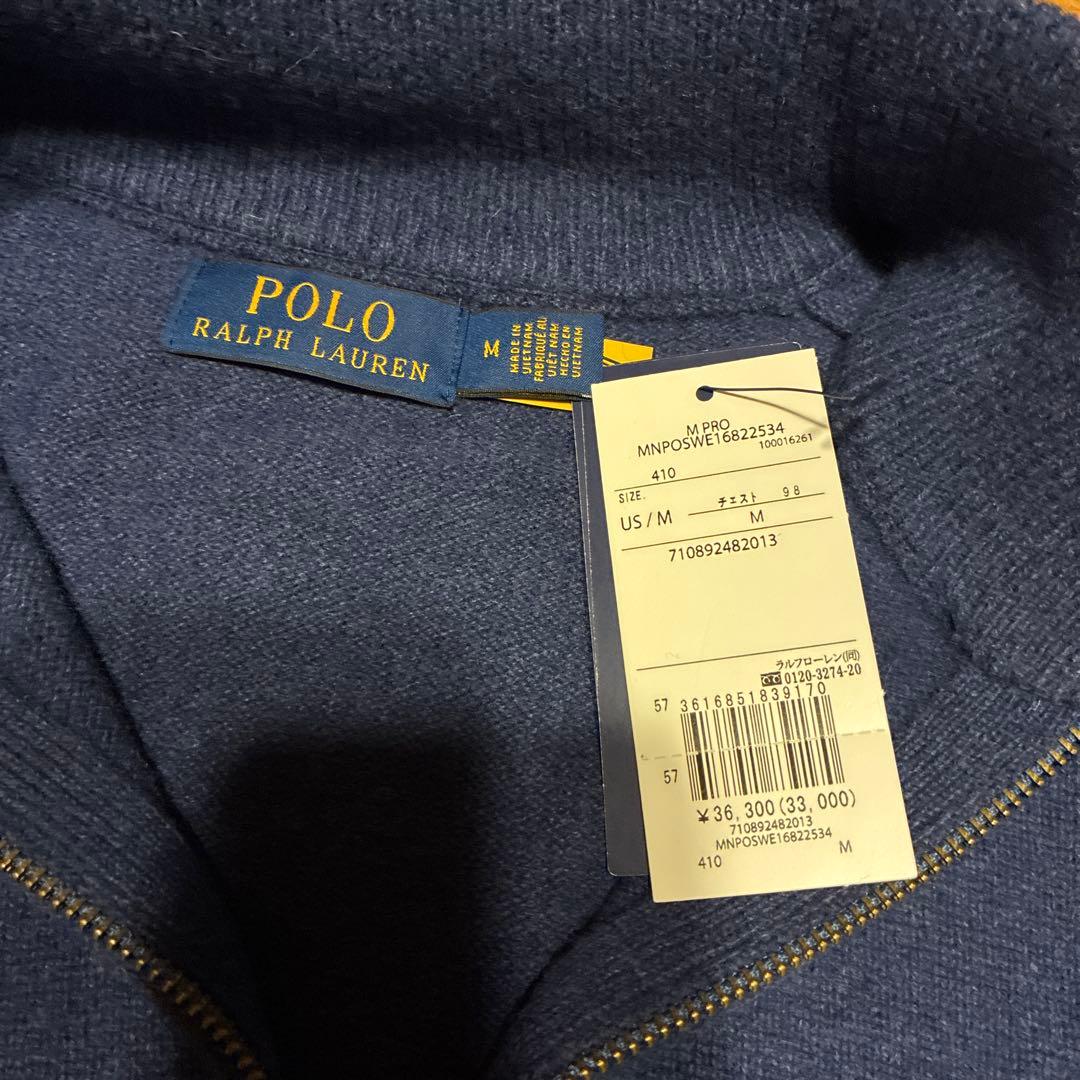 POLO
RALPH LAUREN
M
MADE IN
VIETNAM
FABRIQUÉ AU
VIÊT NAM
HECHO EN
VIETNAM
M PRO
MNPOSWE16822534
100016261
410
SIZE.
チェスト 98
US / M
M
710892482013
ラルフローレン(同)
0120-3274-20
57
3616851839170
57
¥36,300(33,000)
710892482013
MNPOSWE16822534
410
M